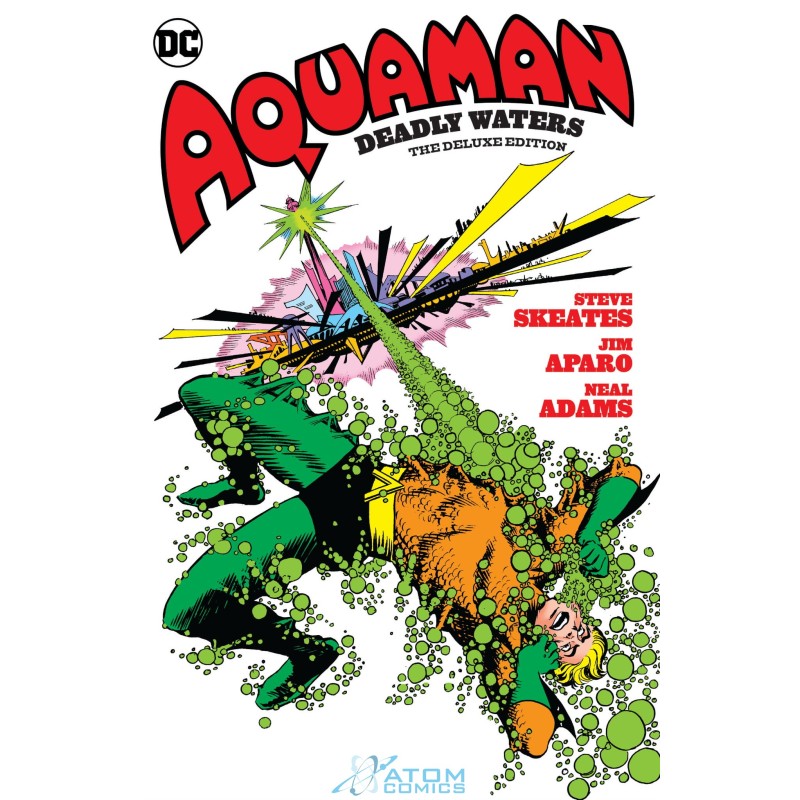 DC
AQUAMAN
DEADLY WATERS
THE DELUXE EDITION
STEVE
SKEATES
JIM
APARO
NEAL
ADAMS
ATOM
COMICS